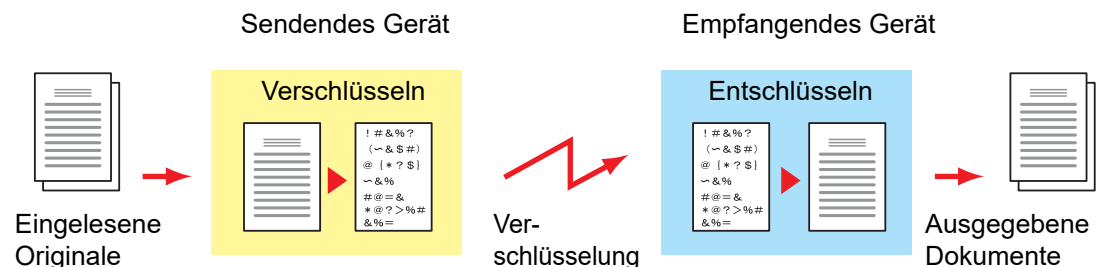 Sendendes Gerät
Empfangendes Gerät
Verschlüsseln
Entschlüsseln
!#&%?
(∽&$#)
@{*?$}
∽&%
#@=&
*@?>%#
&%=
!#&%?
(∽&$#)
@{*?$}
∽&%
#@=&
*@?>%#
&%=
Eingelesene
Originale
Ver-
schlüsselung
Ausgegebene
Dokumente